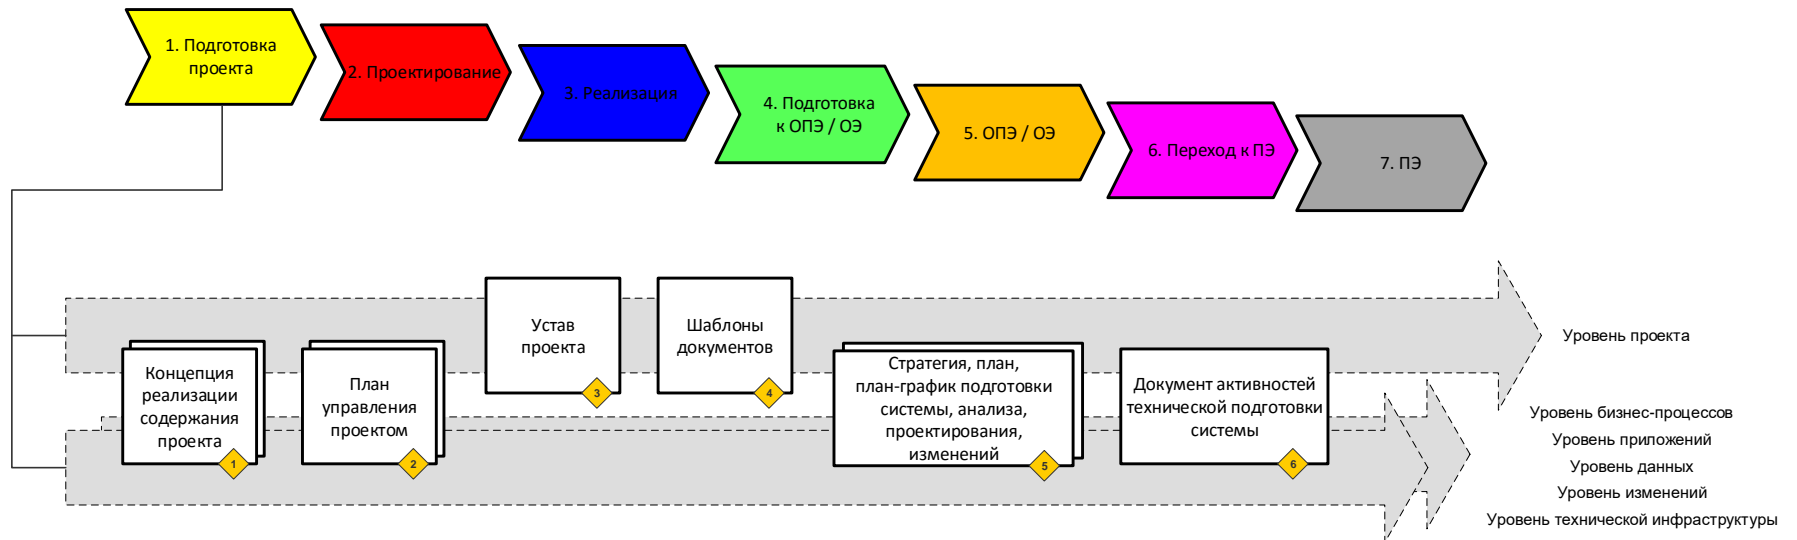 1. Подготовка
проекта
2. Проектирование
3. Реализация
4. Подготовка
к ОПЭ / ОЭ
5. ОПЭ / ОЭ
6. Переход к ПЭ
7. ПЭ
Устав
проекта
3
Шаблоны
документов
4
Уровень проекта
Концепция
реализации
содержания
проекта
1
План
управления
проектом
2
Стратегия, план,
план-график подготовки
системы, анализа,
проектирования,
изменений
5
Документ активностей
технической подготовки
системы
6
Уровень бизнес-процессов
Уровень приложений
Уровень данных
Уровень изменений
Уровень технической инфраструктуры